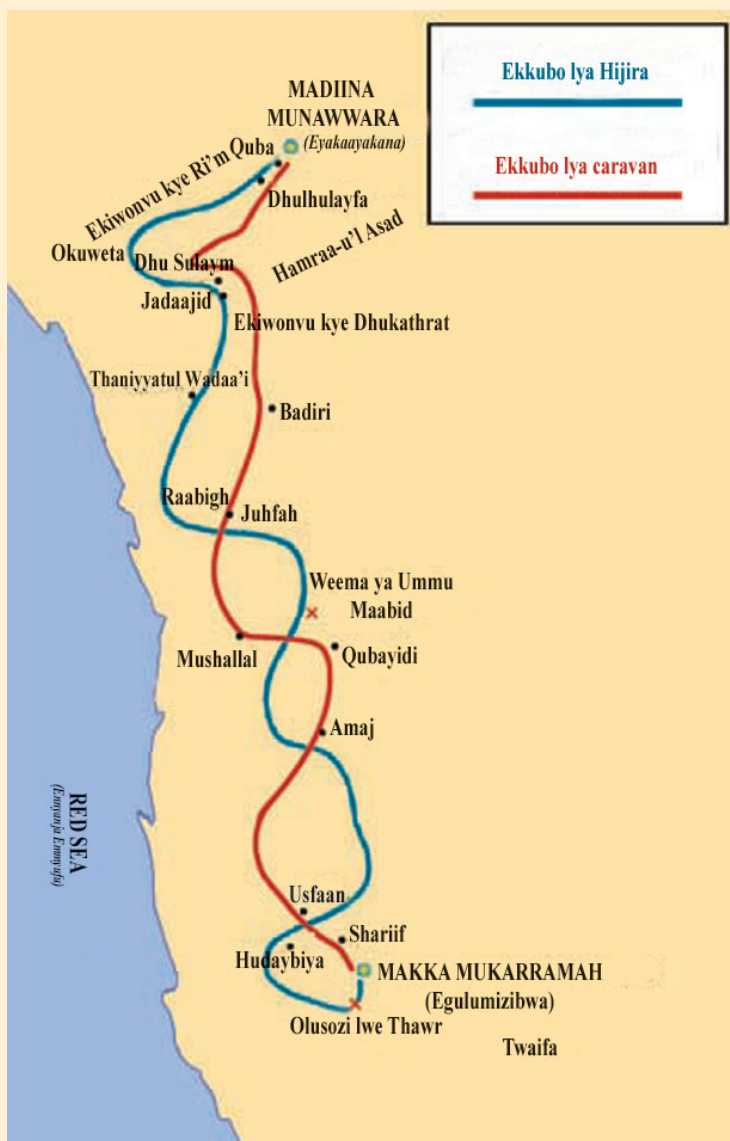 Ekkubo lya Hijira
Ekkubo lya caravan
MADIINA
MUNAWWARA
(Eyakaayakana)
Quba
Ekiwonvu kye Ri’m
Dhulhulayfa
Okuweta
Hamraa-u’l Asad
Dhu Sulaym
Jadaajid
Ekiwonvu kye Dhukathrat
Thaniyyatul Wadaa’i
Badiri
Raabigh
Juhfah
Weema ya Ummu
Maabid
Mushallal
Qubayidi
Amaj
RED SEA
(Ennyanja Emmyufu)
Usfaan
Shariif
Hudaybiya
MAKKA MUKARRAMAH
(Egulumizibwa)
Olusozi lwe Thawr
Twaifa